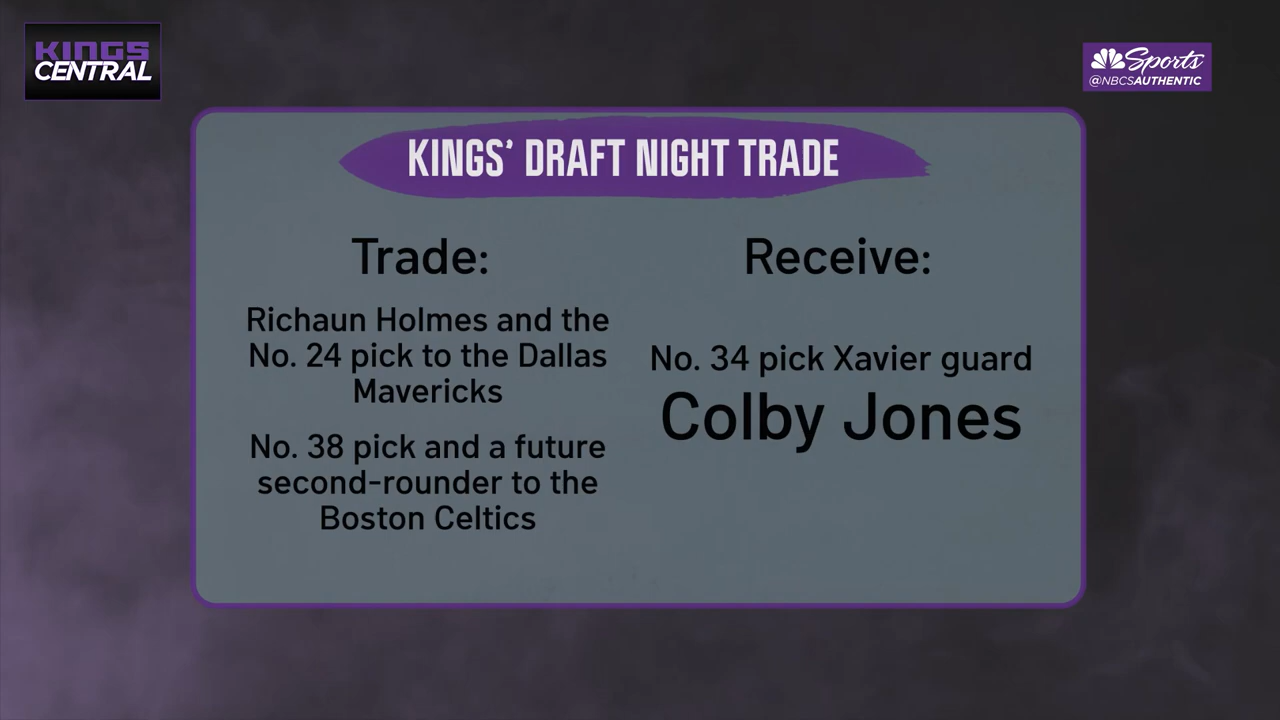 KINGS
CENTRAL
Sports
@NBCSAUTHENTIC
KINGS' DRAFT NIGHT TRADE
Trade:
Richaun Holmes and the
No. 24 pick to the Dallas
Mavericks
No. 38 pick and a future
second-rounder to the
Boston Celtics
Receive:
No. 34 pick Xavier guard
Colby Jones